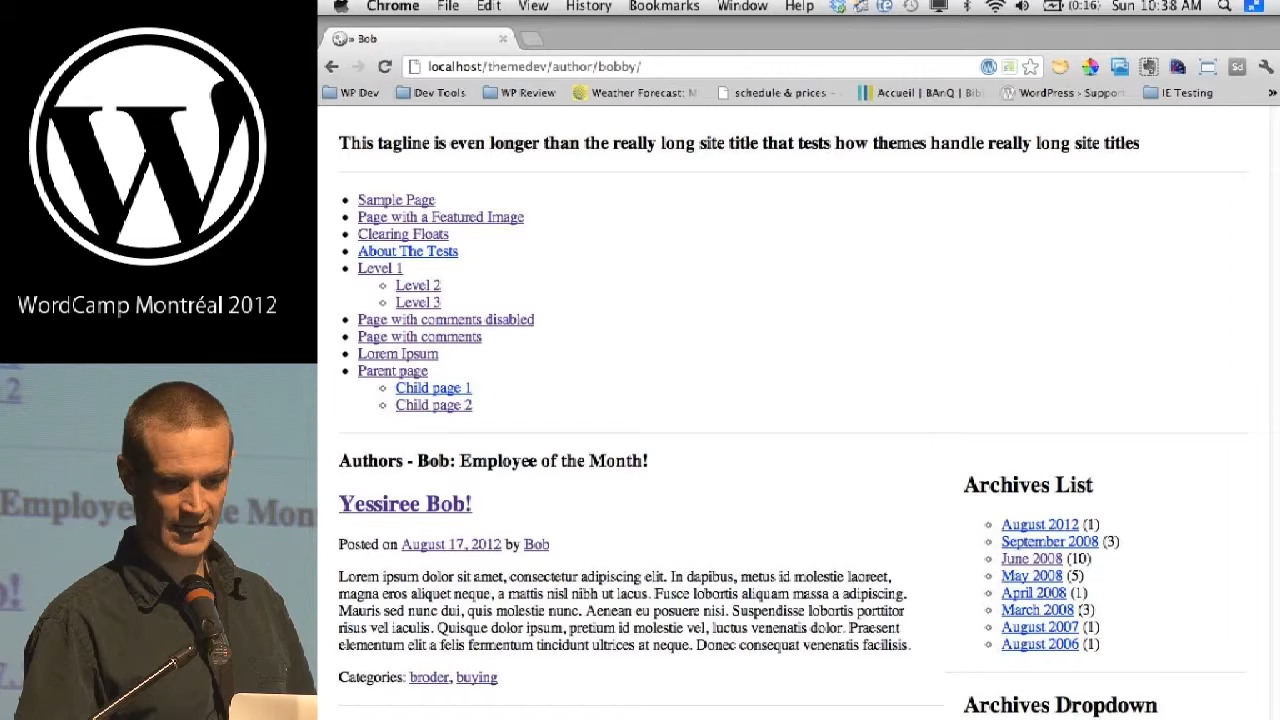 WordCamp Montréal 2012
Chrome File Edit View History Bookmarks Window Help (0:16) Sun 10:38 AM
» Bob
localhost/themedev/author/bobby/
WP Dev Dev Tools WP Review Weather Forecast: M schedule & prices - Accueil | BAnQ | Bib WordPress › Support IE Testing »
This tagline is even longer than the really long site title that tests how themes handle really long site titles
Sample Page
Page with a Featured Image
Clearing Floats
About The Tests
Level 1
Level 2
Level 3
Page with comments disabled
Page with comments
Lorem Ipsum
Parent page
Child page 1
Child page 2
Authors - Bob: Employee of the Month!
Yessiree Bob!
Posted on August 17, 2012 by Bob
Lorem ipsum dolor sit amet, consectetur adipiscing elit. In dapibus, metus id molestie laoreet,
magna eros aliquet neque, a mattis nisl nibh ut lacus. Fusce lobortis aliquam massa a adipiscing.
Mauris sed nunc dui, quis molestie nunc. Aenean eu posuere nisi. Suspendisse lobortis porttitor
risus vel iaculis. Quisque dolor ipsum, pretium id molestie vel, luctus venenatis dolor. Praesent
elementum elit a felis fermentum tincidunt ultrices at neque. Donec consequat venenatis facilisis.
Categories: broder, buying
Archives List
August 2012 (1)
September 2008 (3)
June 2008 (10)
May 2008 (5)
April 2008 (1)
March 2008 (3)
August 2007 (1)
August 2006 (1)
Archives Dropdown
2
Employee e Mon